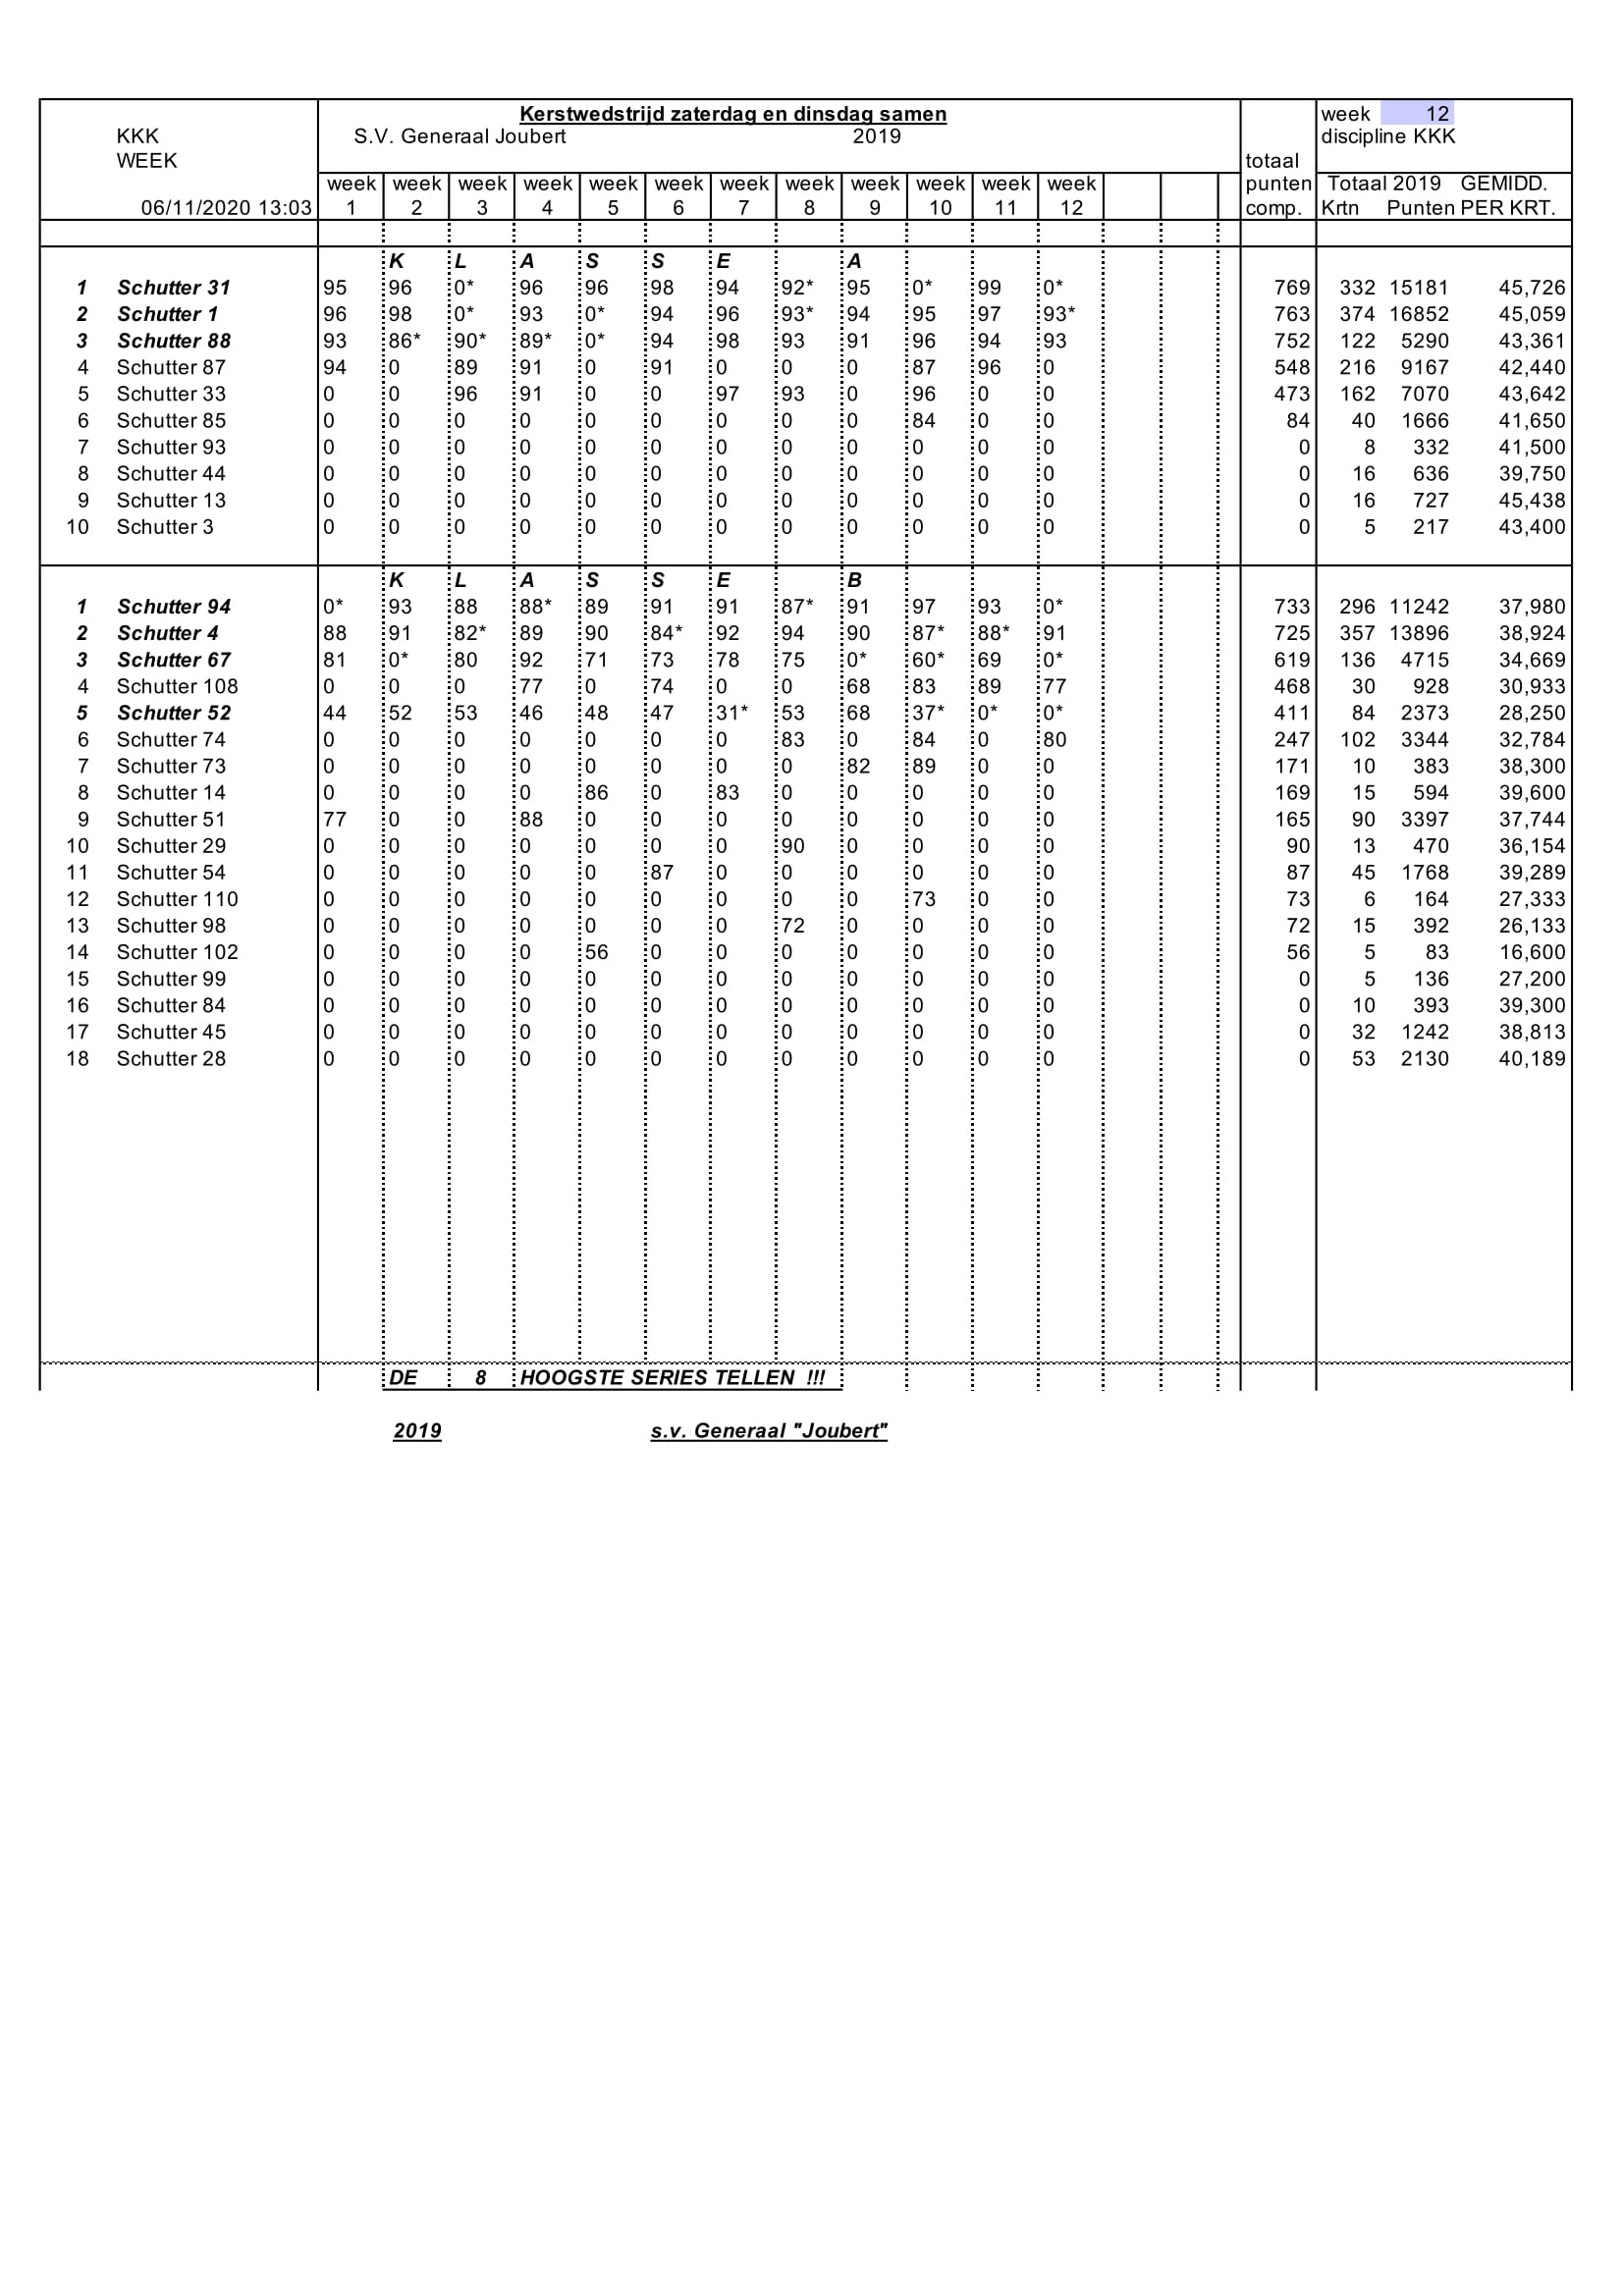 Kerstwedstrijd zaterdag en dinsdag samen week 12
KKK S.V. Generaal Joubert 2019 discipline KKK
WEEK totaal
week week week week week week week week week week week week punten Totaal 2019 GEMIDD.
06/11/2020 13:03 1 2 3 4 5 6 7 8 9 10 11 12 comp. Krtn Punten PER KRT.
K L A S S E A
1 Schutter 31 95 96 0* 96 96 98 94 92* 95 0* 99 0* 769 332 15181 45,726
2 Schutter 1 96 98 0* 93 0* 94 96 93* 94 95 97 93* 763 374 16852 45,059
3 Schutter 88 93 86* 90* 89* 0* 94 98 93 91 96 94 93 752 122 5290 43,361
4 Schutter 87 94 0 89 91 0 91 0 0 0 87 96 0 548 216 9167 42,440
5 Schutter 33 0 0 96 91 0 0 97 93 0 96 0 0 473 162 7070 43,642
6 Schutter 85 0 0 0 0 0 0 0 0 0 84 0 0 84 40 1666 41,650
7 Schutter 93 0 0 0 0 0 0 0 0 0 0 0 0 0 8 332 41,500
8 Schutter 44 0 0 0 0 0 0 0 0 0 0 0 0 0 16 636 39,750
9 Schutter 13 0 0 0 0 0 0 0 0 0 0 0 0 0 16 727 45,438
10 Schutter 3 0 0 0 0 0 0 0 0 0 0 0 0 0 5 217 43,400
K L A S S E B
1 Schutter 94 0* 93 88 88* 89 91 91 87* 91 97 93 0* 733 296 11242 37,980
2 Schutter 4 88 91 82* 89 90 84* 92 94 90 87* 88* 91 725 357 13896 38,924
3 Schutter 67 81 0* 80 92 71 73 78 75 0* 60* 69 0* 619 136 4715 34,669
4 Schutter 108 0 0 0 77 0 74 0 0 68 83 89 77 468 30 928 30,933
5 Schutter 52 44 52 53 46 48 47 31* 53 68 37* 0* 0* 411 84 2373 28,250
6 Schutter 74 0 0 0 0 0 0 0 83 0 84 0 80 247 102 3344 32,784
7 Schutter 73 0 0 0 0 0 0 0 0 82 89 0 0 171 10 383 38,300
8 Schutter 14 0 0 0 0 86 0 83 0 0 0 0 0 169 15 594 39,600
9 Schutter 51 77 0 0 88 0 0 0 0 0 0 0 0 165 90 3397 37,744
10 Schutter 29 0 0 0 0 0 0 0 90 0 0 0 0 90 13 470 36,154
11 Schutter 54 0 0 0 0 0 87 0 0 0 0 0 0 87 45 1768 39,289
12 Schutter 110 0 0 0 0 0 0 0 0 0 73 0 0 73 6 164 27,333
13 Schutter 98 0 0 0 0 0 0 0 72 0 0 0 0 72 15 392 26,133
14 Schutter 102 0 0 0 0 56 0 0 0 0 0 0 0 56 5 83 16,600
15 Schutter 99 0 0 0 0 0 0 0 0 0 0 0 0 0 5 136 27,200
16 Schutter 84 0 0 0 0 0 0 0 0 0 0 0 0 0 10 393 39,300
17 Schutter 45 0 0 0 0 0 0 0 0 0 0 0 0 0 32 1242 38,813
18 Schutter 28 0 0 0 0 0 0 0 0 0 0 0 0 0 53 2130 40,189
DE 8 HOOGSTE SERIES TELLEN !!!
2019 s.v. Generaal "Joubert"